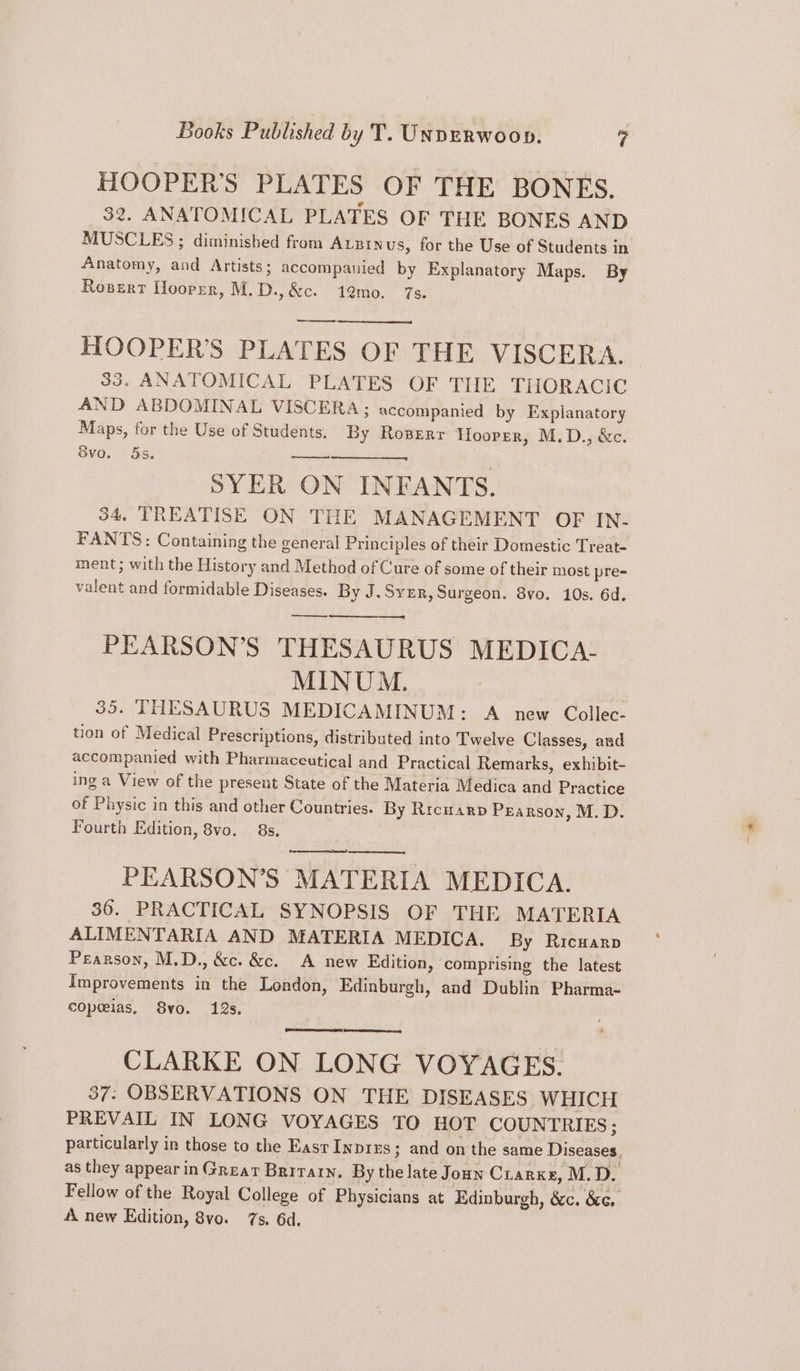 Books Published by T. UNDERWOOD. 7
HOOPER'S PLATES OF THE BONES.
32. ANATOMICAL PLATES OF THE BONES AND
MUSCLES; diminished from ALBINUS, for the Use of Students in
Anatomy, and Artists; accompanied by Explanatory Maps. By
ROBERT HOOPER, M. D., &c. 12mo. 7s.
HOOPER'S PLATES OF THE VISCERA.
33. ANATOMICAL PLATES OF THE THORACIC
AND ABDOMINAL VISCERA; accompanied by Explanatory
Maps, for the Use of Students. By ROBERT HOOPER, M. D., &c.
8vo. 5s.
SYER ON INFANTS.
34. TREATISE ON THE MANAGEMENT OF IN-
FANTS: Containing the general Principles of their Domestic Treat-
ment; with the History and Method of Cure of some of their most pre-
valent and formidable Diseases. By J. SYER, Surgeon. 8vo. 10s. 6d.
PEARSON'S THESAURUS MEDICA-
MINUM.
35. THESAURUS MEDICAMINUM: A new Collec-
tion of Medical Prescriptions, distributed into Twelve Classes, and
accompanied with Pharmaceutical and Practical Remarks, exhibit-
ing a View of the present State of the Materia Medica and Practice
of Physic in this and other Countries. By RICHARD PEARSON, M. D.
Fourth Edition, 8vo. 8s.
PEARSON'S MATERIA MEDICA.
36. PRACTICAL SYNOPSIS OF THE MATERIA
ALIMENTARIA AND MATERIA MEDICA. By RICHARD
PEARSON, M.D., &c. &c. A new Edition, comprising the latest
Improvements in the London, Edinburgh, and Dublin Pharma-
copœias. 8vo. 12s.
CLARKE ON LONG VOYAGES.
37. OBSERVATIONS ON THE DISEASES WHICH
PREVAIL IN LONG VOYAGES TO HOT COUNTRIES;
particularly in those to the EAST INDIES; and on the same Diseases
as they appear in GREAT BRITAIN. By the late JOHN CLARKE, M. D.
Fellow of the Royal College of Physicians at Edinburgh, &c. &c.
A new Edition, 8vo. 7s. 6d.